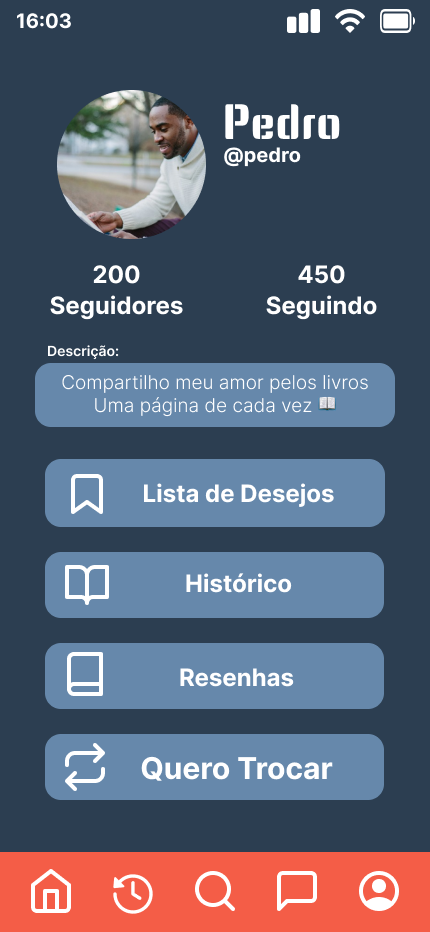 16:03
Pedro
@pedro
200
Seguidores
450
Seguindo
Descrição:
Compartilho meu amor pelos livros
Uma página de cada vez 📖
Lista de Desejos
Histórico
Resenhas
Quero Trocar